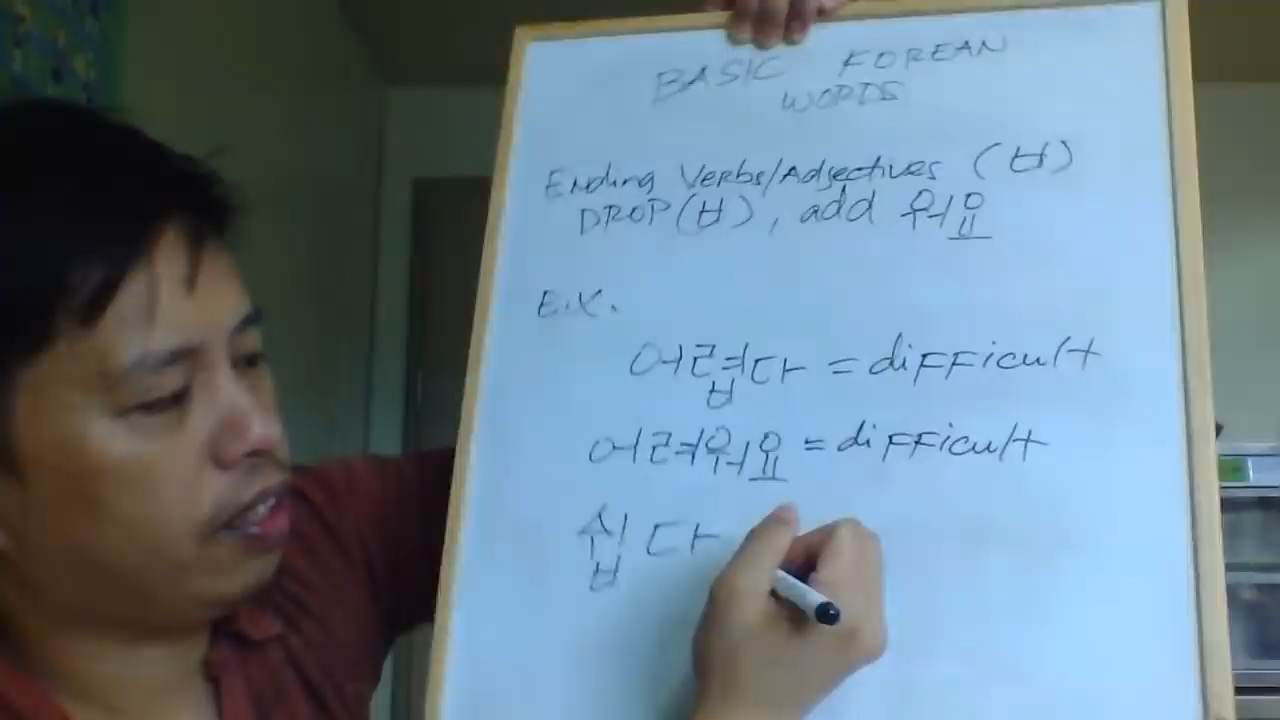 BASIC KOREAN
WORDS
Ending Verbs/Adjectives (ㅂ)
DROP(ㅂ), add 워요
E.X.
어렵다 = difficult
어려워요 = difficult
쉽다